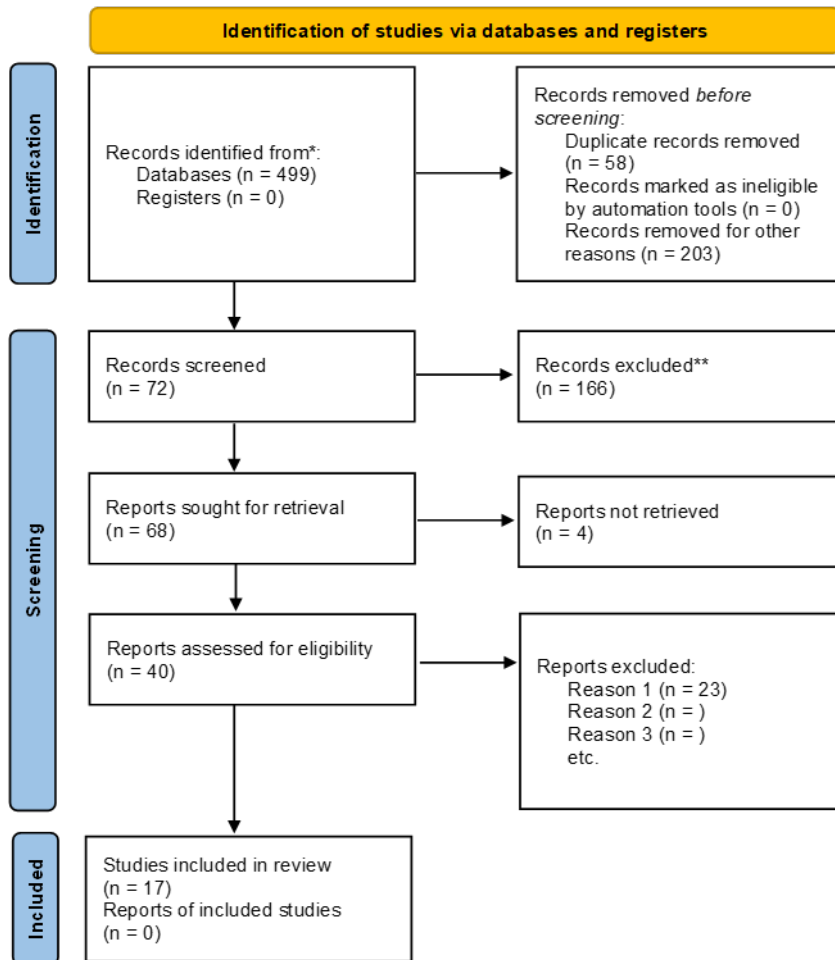 Identification of studies via databases and registers
Identification
Records identified from*:
Databases (n = 499)
Registers (n = 0)
Records removed before
screening:
Duplicate records removed
(n = 58)
Records marked as ineligible
by automation tools (n = 0)
Records removed for other
reasons (n = 203)
Screening
Records screened
(n = 72)
Records excluded**
(n = 166)
Reports sought for retrieval
(n = 68)
Reports not retrieved
(n = 4)
Reports assessed for eligibility
(n = 40)
Reports excluded:
Reason 1 (n = 23)
Reason 2 (n = )
Reason 3 (n = )
etc.
Included
Studies included in review
(n = 17)
Reports of included studies
(n = 0)